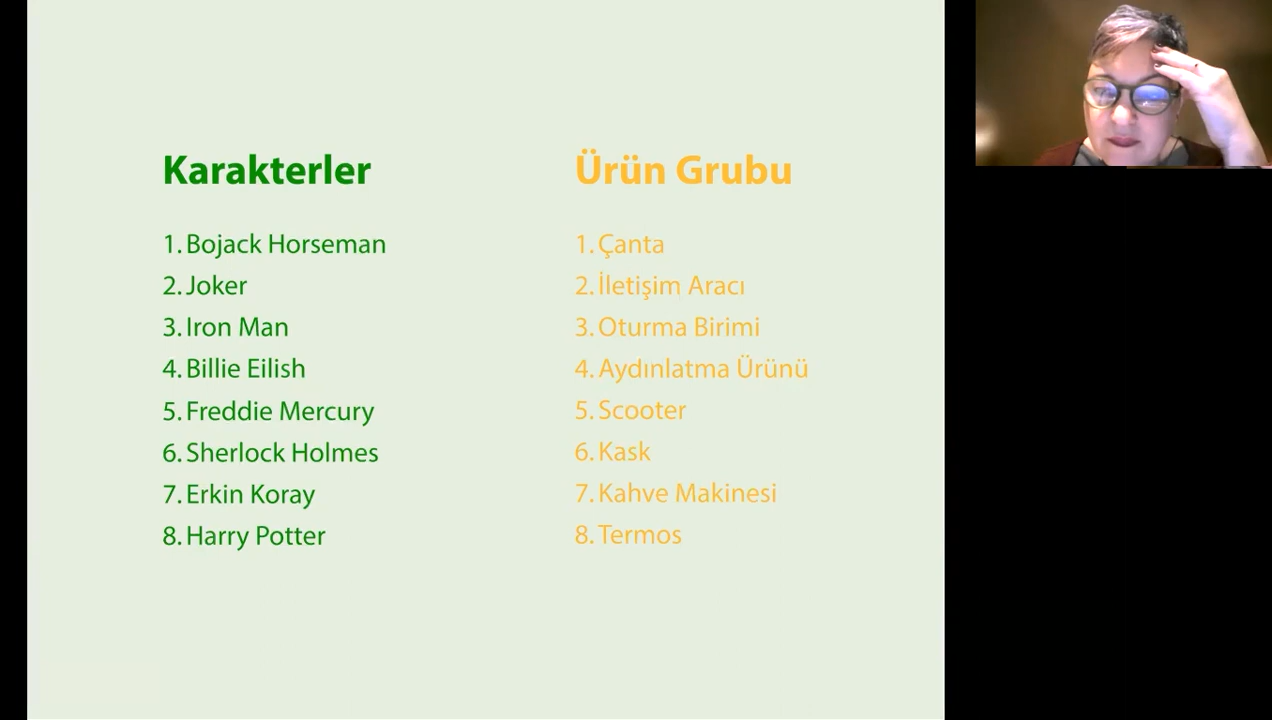 Karakterler
1. Bojack Horseman
2. Joker
3. Iron Man
4. Billie Eilish
5. Freddie Mercury
6. Sherlock Holmes
7. Erkin Koray
8. Harry Potter
Ürün Grubu
1. Çanta
2. İletişim Aracı
3. Oturma Birimi
4. Aydınlatma Ürünü
5. Scooter
6. Kask
7. Kahve Makinesi
8. Termos